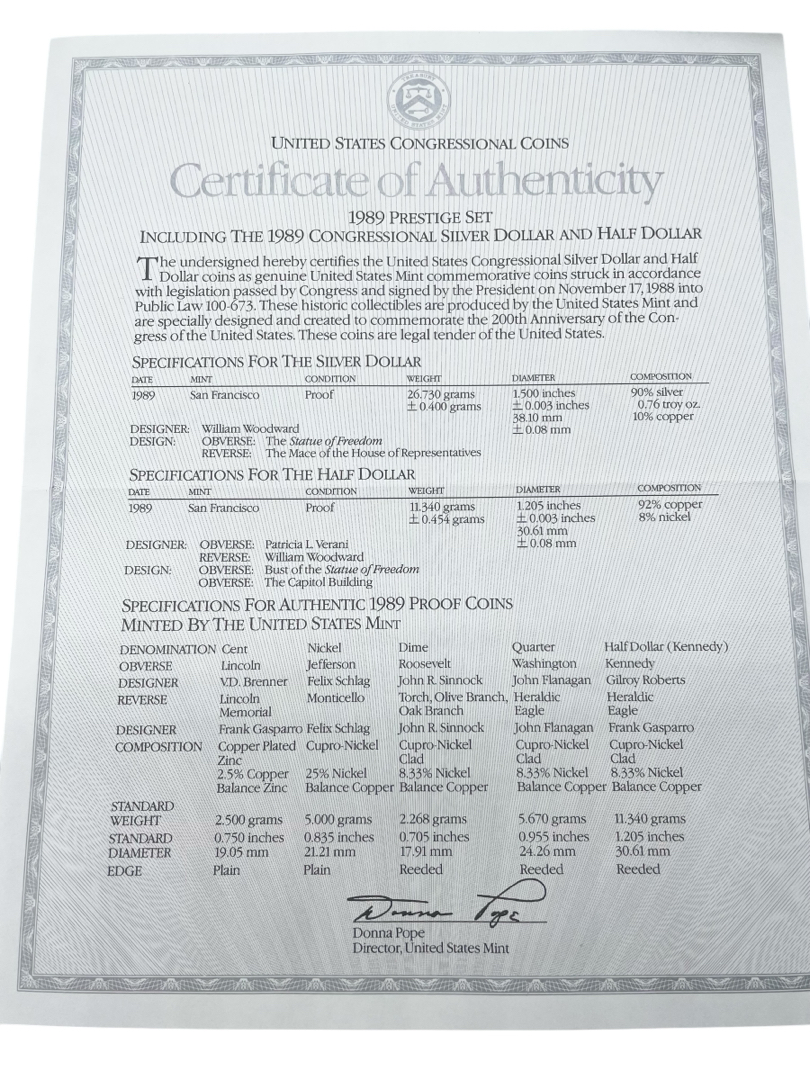 UNITED STATES CONGRESSIONAL COINS
Certificate of Authenticity
1989 PRESTIGE SET
INCLUDING THE 1989 CONGRESSIONAL SILVER DOLLAR AND HALF DOLLAR
The undersigned hereby certifies the United States Congressional Silver Dollar and Half
Dollar coins as genuine United States Mint commemorative coins struck in accordance
with legislation passed by Congress and signed by the President on November 17, 1988 into
Public Law 100-673. These historic collectibles are produced by the United States Mint and
are specially designed and created to commemorate the 200th Anniversary of the Con-
gress of the United States. These coins are legal tender of the United States.
SPECIFICATIONS FOR THE SILVER DOLLAR
DATE MINT CONDITION WEIGHT DIAMETER COMPOSITION
1989 San Francisco Proof 26.730 grams 1.500 inches 90% silver
± 0.400 grams ± 0.003 inches 0.76 troy oz.
38.10 mm 10% copper
DESIGNER: William Woodward ± 0.08 mm
DESIGN: OBVERSE: The Statue of Freedom
REVERSE: The Mace of the House of Representatives
SPECIFICATIONS FOR THE HALF DOLLAR
DATE MINT CONDITION WEIGHT DIAMETER COMPOSITION
1989 San Francisco Proof 11.340 grams 1.205 inches 92% copper
± 0.454 grams ± 0.003 inches 8% nickel
30.61 mm
DESIGNER: OBVERSE: Patricia L. Verani ± 0.08 mm
REVERSE: William Woodward
DESIGN: OBVERSE: Bust of the Statue of Freedom
OBVERSE: The Capitol Building
SPECIFICATIONS FOR AUTHENTIC 1989 PROOF COINS
MINTED BY THE UNITED STATES MINT
DENOMINATION Cent Nickel Dime Quarter Half Dollar (Kennedy)
OBVERSE Lincoln Jefferson Roosevelt Washington Kennedy
DESIGNER V.D. Brenner Felix Schlag John R. Sinnock John Flanagan Gilroy Roberts
REVERSE Lincoln Monticello Torch, Olive Branch, Heraldic Heraldic
Memorial Oak Branch Eagle Eagle
DESIGNER Frank Gasparro Felix Schlag John R. Sinnock John Flanagan Frank Gasparro
COMPOSITION Copper Plated Cupro-Nickel Cupro-Nickel Cupro-Nickel Cupro-Nickel
Zinc Clad Clad Clad
2.5% Copper 25% Nickel 8.33% Nickel 8.33% Nickel 8.33% Nickel
Balance Zinc Balance Copper Balance Copper Balance Copper Balance Copper
STANDARD
WEIGHT 2.500 grams 5.000 grams 2.268 grams 5.670 grams 11.340 grams
STANDARD 0.750 inches 0.835 inches 0.705 inches 0.955 inches 1.205 inches
DIAMETER 19.05 mm 21.21 mm 17.91 mm 24.26 mm 30.61 mm
EDGE Plain Plain Reeded Reeded Reeded
Donna Pope
Donna Pope
Director, United States Mint